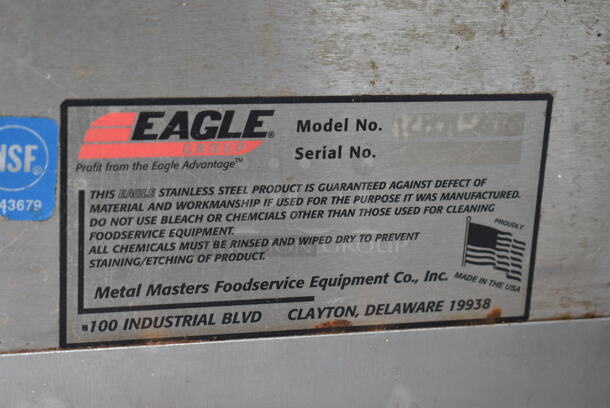 EAGLE®
GROUP
Profit from the Eagle Advantage™
Model No.
Serial No.
NSF.
43679
THIS EAGLE STAINLESS STEEL PRODUCT IS GUARANTEED AGAINST DEFECT OF
MATERIAL AND WORKMANSHIP IF USED FOR THE PURPOSE IT WAS MANUFACTURED.
DO NOT USE BLEACH OR CHEMCIALS OTHER THAN THOSE USED FOR CLEANING
FOODSERVICE EQUIPMENT.
ALL CHEMICALS MUST BE RINSED AND WIPED DRY TO PREVENT
STAINING/ETCHING OF PRODUCT.
PROUDLY
MADE IN THE USA
Metal Masters Foodservice Equipment Co., Inc.
100 INDUSTRIAL BLVD CLAYTON, DELAWARE 19938